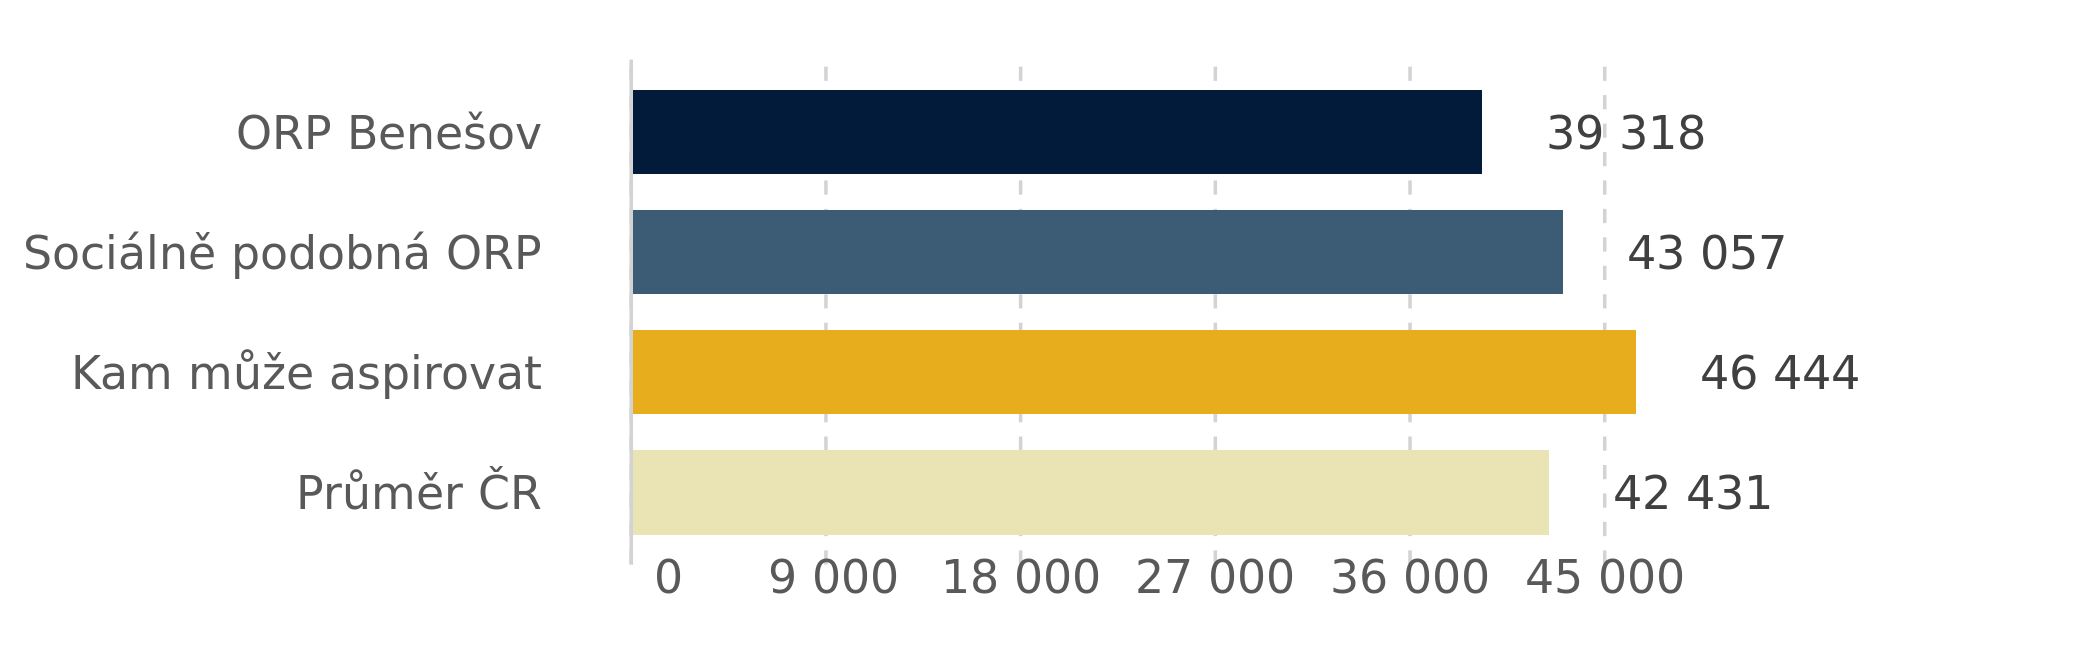 ORP Benešov 39 318
Sociálně podobná ORP 43 057
Kam může aspirovat 46 444
Průměr ČR 42 431
0 9 000 18 000 27 000 36 000 45 000